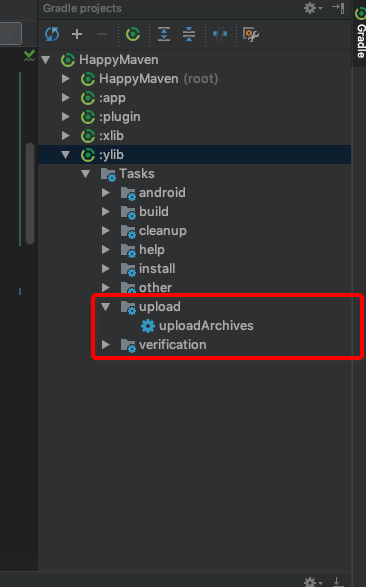 Gradle projects
HappyMaven
HappyMaven (root)
:app
:plugin
:xlib
:ylib
Tasks
android
build
cleanup
help
install
other
upload
uploadArchives
verification
Gradle